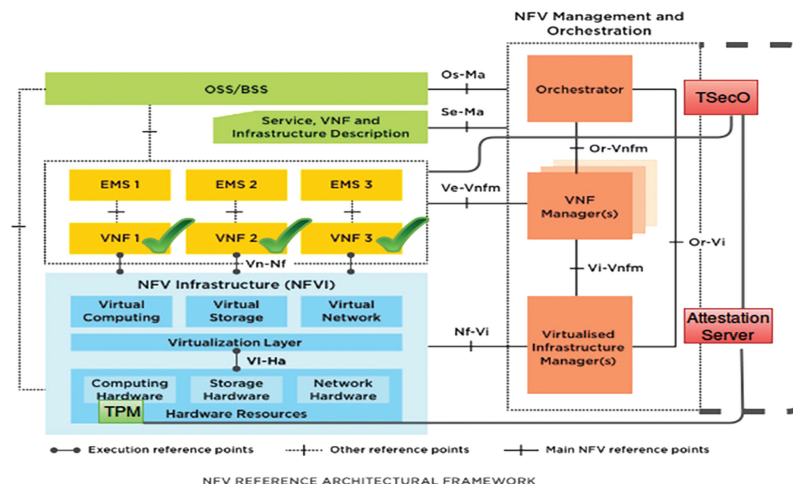 NFV Management and
Orchestration
OSS/BSS
Os-Ma
Orchestrator
TSecO
Se-Ma
Service, VNF and
Infrastructure Description
Or-Vnfm
EMS 1
EMS 2
EMS 3
Ve-Vnfm
VNF
Manager(s)
VNF 1
VNF 2
VNF 3
Or-Vi
Vn-Nf
Vi-Vnfm
NFV Infrastructure (NFVI)
Virtual
Computing
Virtual
Storage
Virtual
Network
Attestation
Server
Nf-Vi
Virtualised
Infrastructure
Manager(s)
Virtualization Layer
VI-Ha
Computing
Hardware
Storage
Hardware
Network
Hardware
TPM
Hardware Resources
Execution reference points
Other reference points
Main NFV reference points
NFV REFERENCE ARCHITECTURAL FRAMEWORK